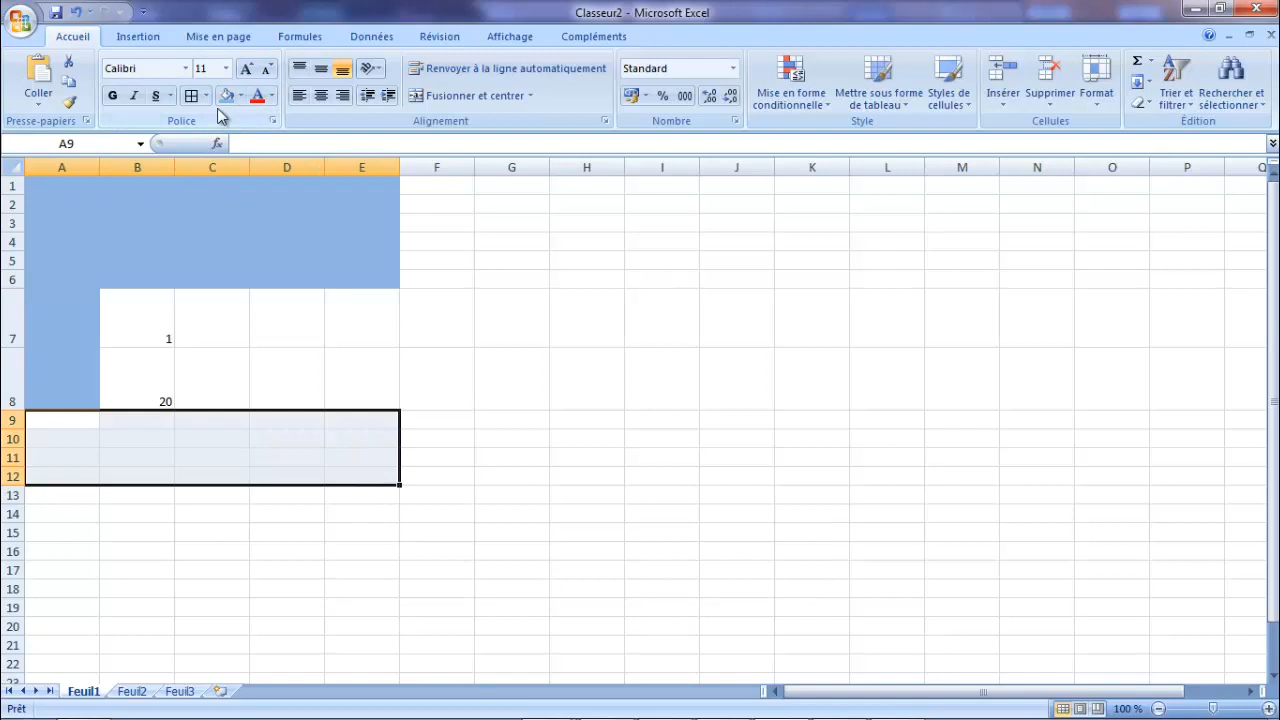 Classeur2 - Microsoft Excel
Accueil Insertion Mise en page Formules Données Révision Affichage Compléments
Coller
Presse-papiers
Calibri 11
G I S A
Police
Renvoyer à la ligne automatiquement
Fusionner et centrer
Alignement
Standard
% 000
Nombre
Mise en forme conditionnelle
Mettre sous forme de tableau
Styles de cellules
Style
Insérer Supprimer Format
Cellules
Σ
Trier et filtrer
Rechercher et sélectionner
Édition
A9 fx
A B C D E F G H I J K L M N O P Q
1
2
3
4
5
6
7 1
8 20
9
10
11
12
13
14
15
16
17
18
19
20
21
22
23
Feuil1 Feuil2 Feuil3
Prêt 100 %